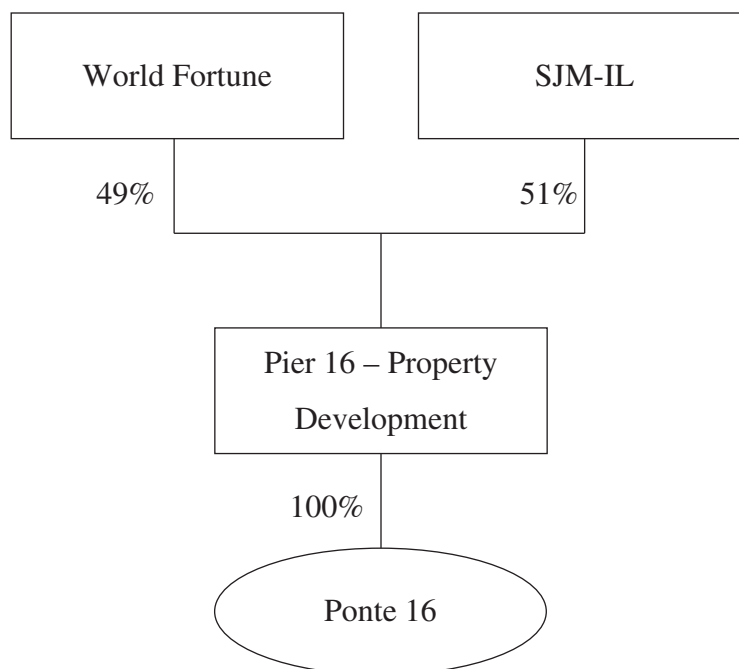 World Fortune
SJM-IL
49%
51%
Pier 16 – Property
Development
100%
Ponte 16